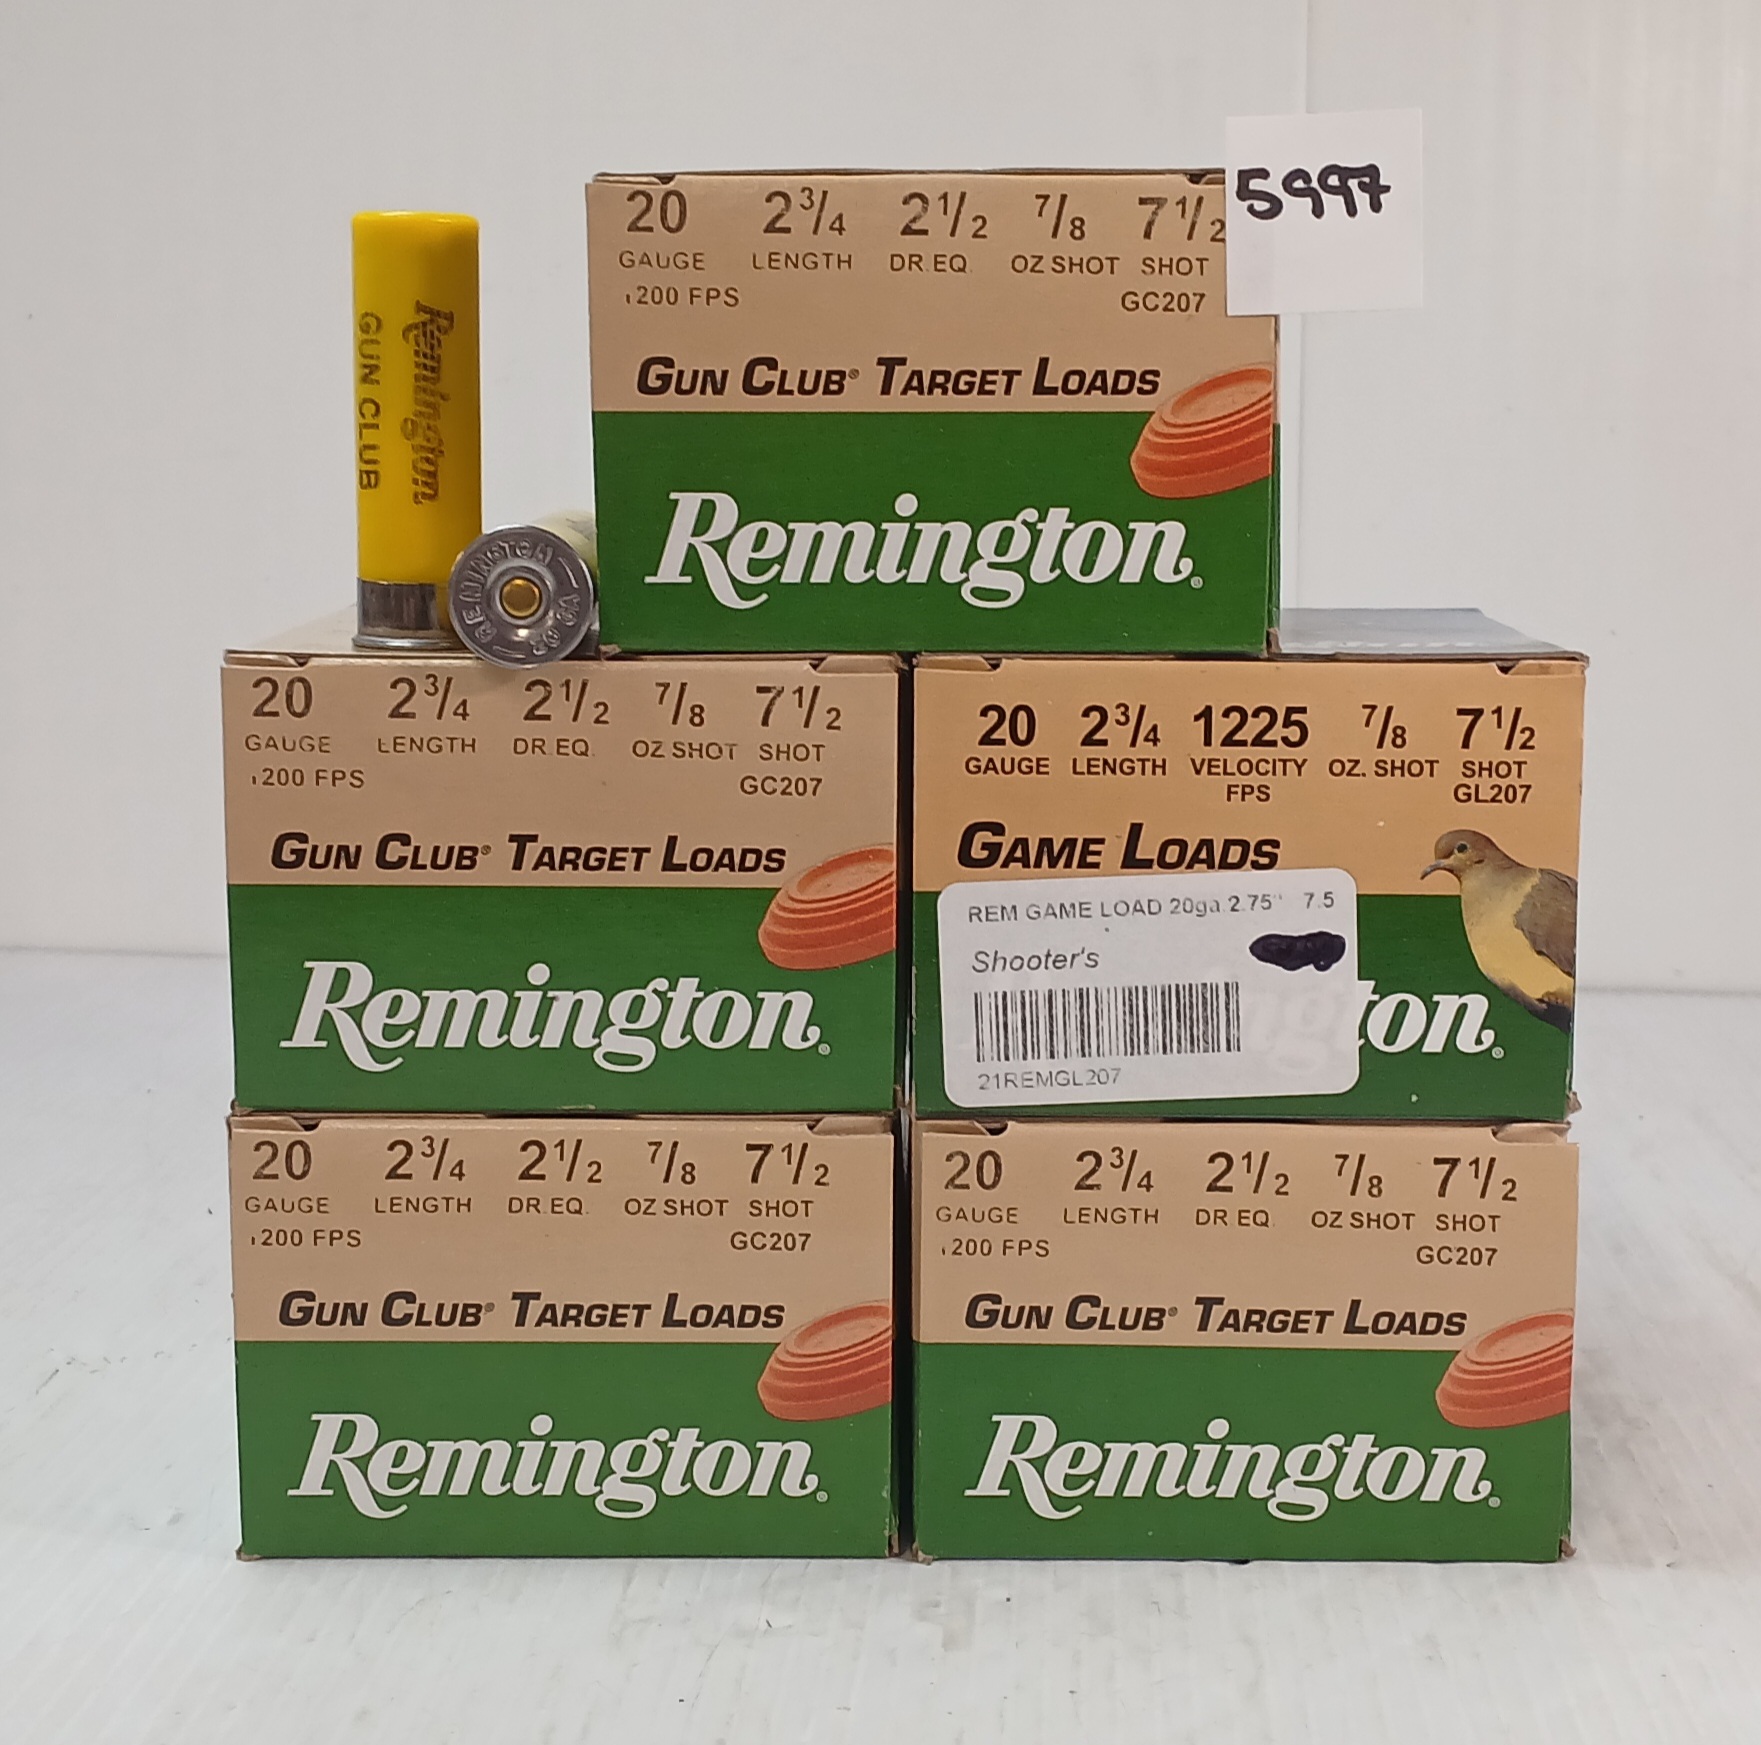 5997
20 2 3/4 2 1/2 7/8 7 1/2
GAUGE LENGTH DR.EQ. OZ SHOT SHOT
1200 FPS GC207
GUN CLUB® TARGET LOADS
Remington®
Remington
GUN CLUB
REMINGTON
20 2 3/4 2 1/2 7/8 7 1/2
GAUGE LENGTH DR.EQ. OZ SHOT SHOT
1200 FPS GC207
GUN CLUB® TARGET LOADS
Remington®
20 2 3/4 1225 7/8 7 1/2
GAUGE LENGTH VELOCITY OZ. SHOT SHOT
FPS GL207
GAME LOADS
REM GAME LOAD 20ga 2.75" 7.5
Shooter's
21REMGL207
ton®
20 2 3/4 2 1/2 7/8 7 1/2
GAUGE LENGTH DR.EQ. OZ SHOT SHOT
1200 FPS GC207
GUN CLUB® TARGET LOADS
Remington®
20 2 3/4 2 1/2 7/8 7 1/2
GAUGE LENGTH DR.EQ. OZ SHOT SHOT
1200 FPS GC207
GUN CLUB® TARGET LOADS
Remington®